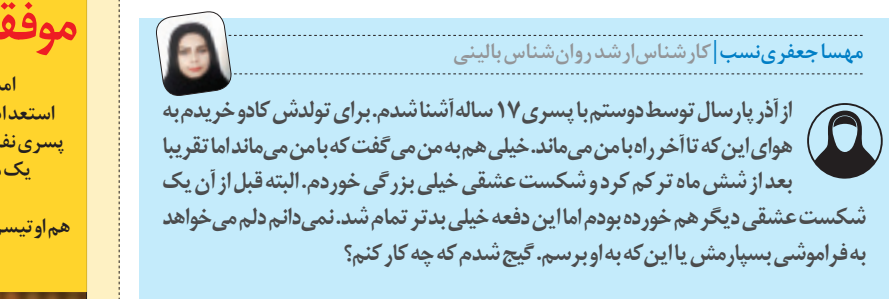 مهسا جعفری‌نسب | کارشناس ارشد روان‌شناس بالینی
از آذر پارسال توسط دوستم با پسری ۱۷ ساله آشنا شدم. برای تولدش کادو خریدم به
هوای این که تا آخر راه با من می‌ماند. خیلی هم به من می‌گفت که با من می‌ماند اما تقریبا
بعد از شش ماه ترکم کرد و شکست عشقی خیلی بزرگی خوردم. البته قبل از آن یک
شکست عشقی دیگر هم خورده بودم اما این دفعه خیلی بدتر تمام شد. نمی‌دانم دلم می‌خواهد
به فراموشی بسپارمش یا این که به او برسم. گیج شدم که چه کار کنم؟
موفق
استعداد
پسری نف
یک
هم او تیس